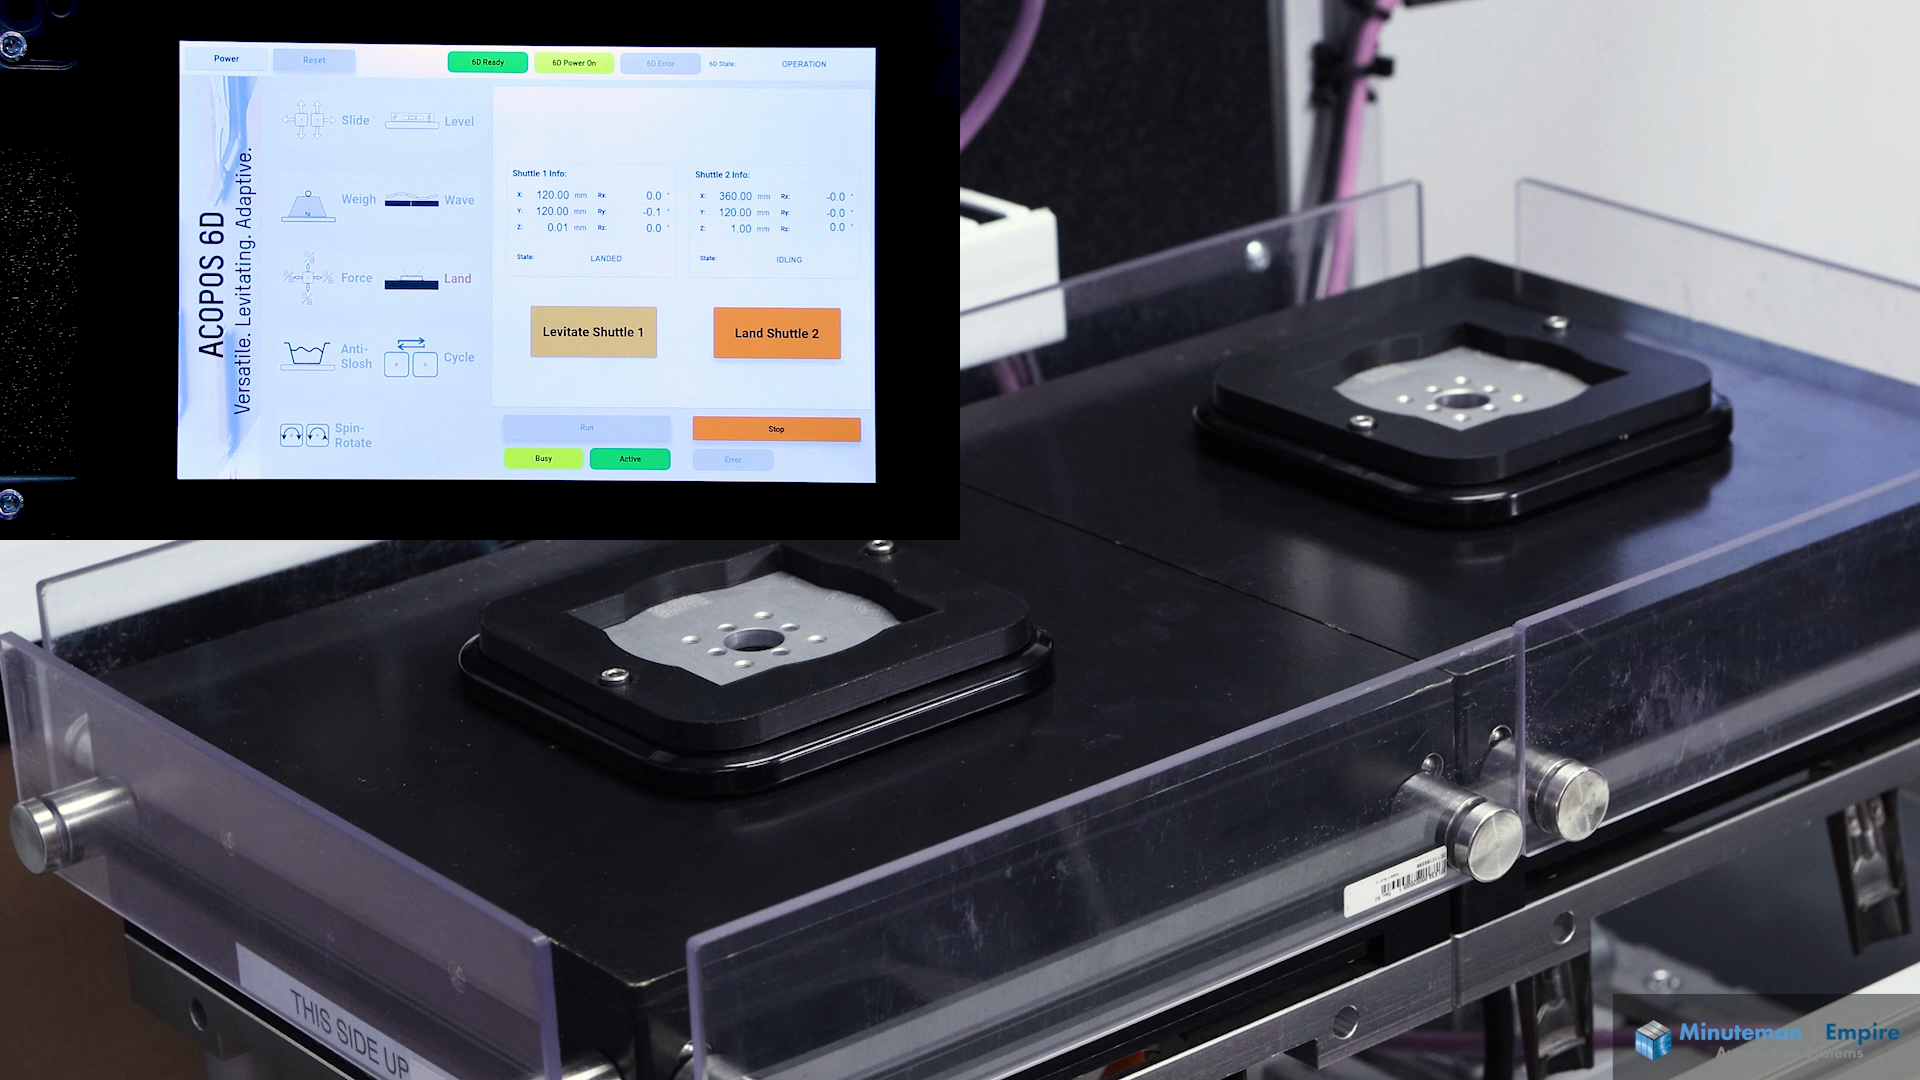 Power
Reset
6D Ready
6D Power On
6D Error
6D State:
OPERATION
ACOPOS 6D
Versatile. Levitating. Adaptive.
Slide
Level
Weigh
Wave
Force
Land
Anti-
Slosh
Cycle
Spin-
Rotate
Shuttle 1 Info:
X: 120.00 mm Rx: 0.0 °
Y: 120.00 mm Ry: -0.1 °
Z: 0.01 mm Rz: 0.0 °
State: LANDED
Shuttle 2 Info:
X: 360.00 mm Rx: -0.0 °
Y: 120.00 mm Ry: -0.0 °
Z: 1.00 mm Rz: 0.0 °
State: IDLING
Levitate Shuttle 1
Land Shuttle 2
Run
Stop
Busy
Active
Error
THIS SIDE UP
Minuteman | Empire
Automation Systems